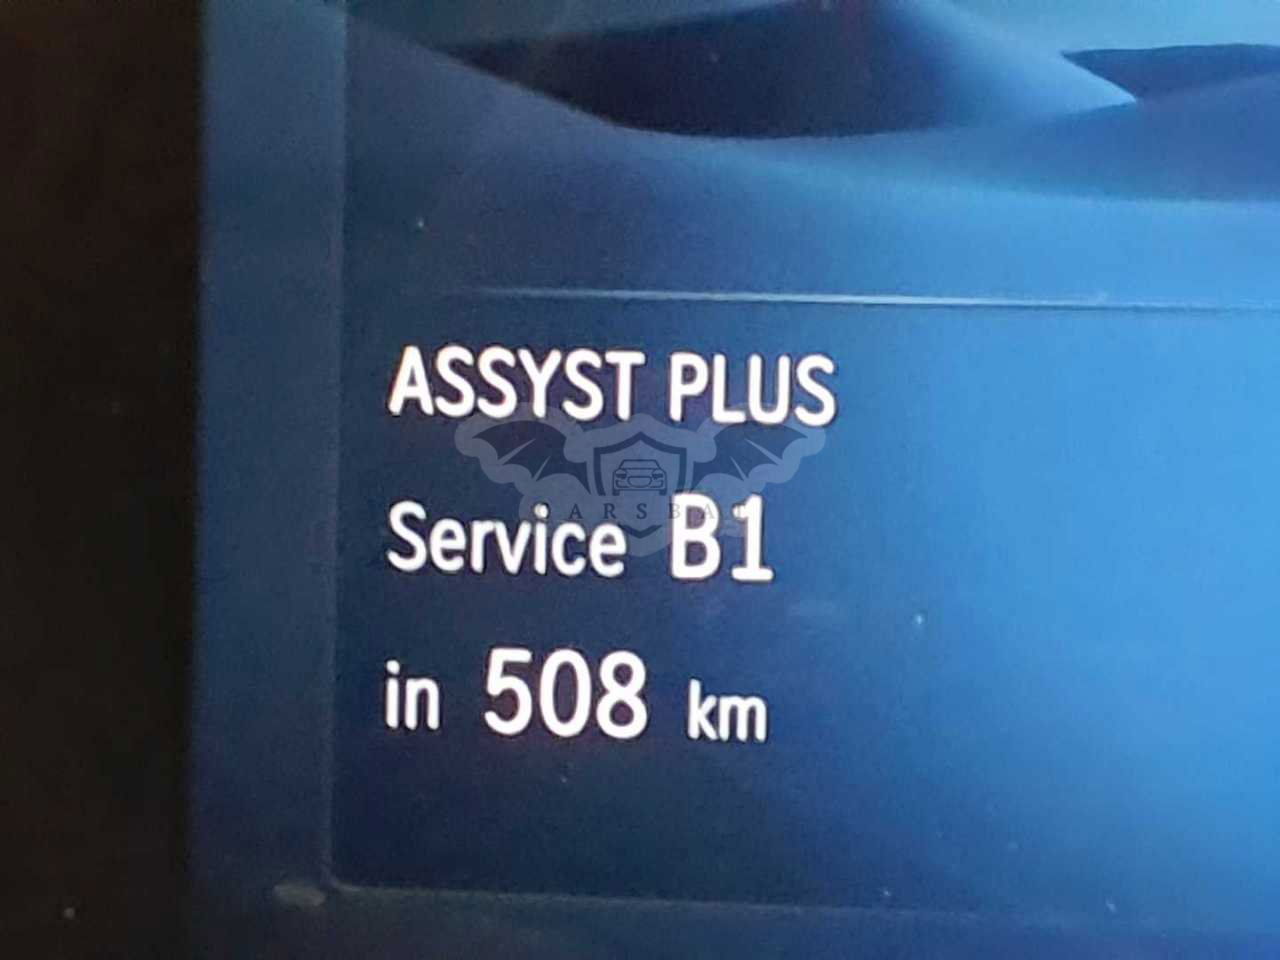 ASSYST PLUS
Service B1
in 508 km